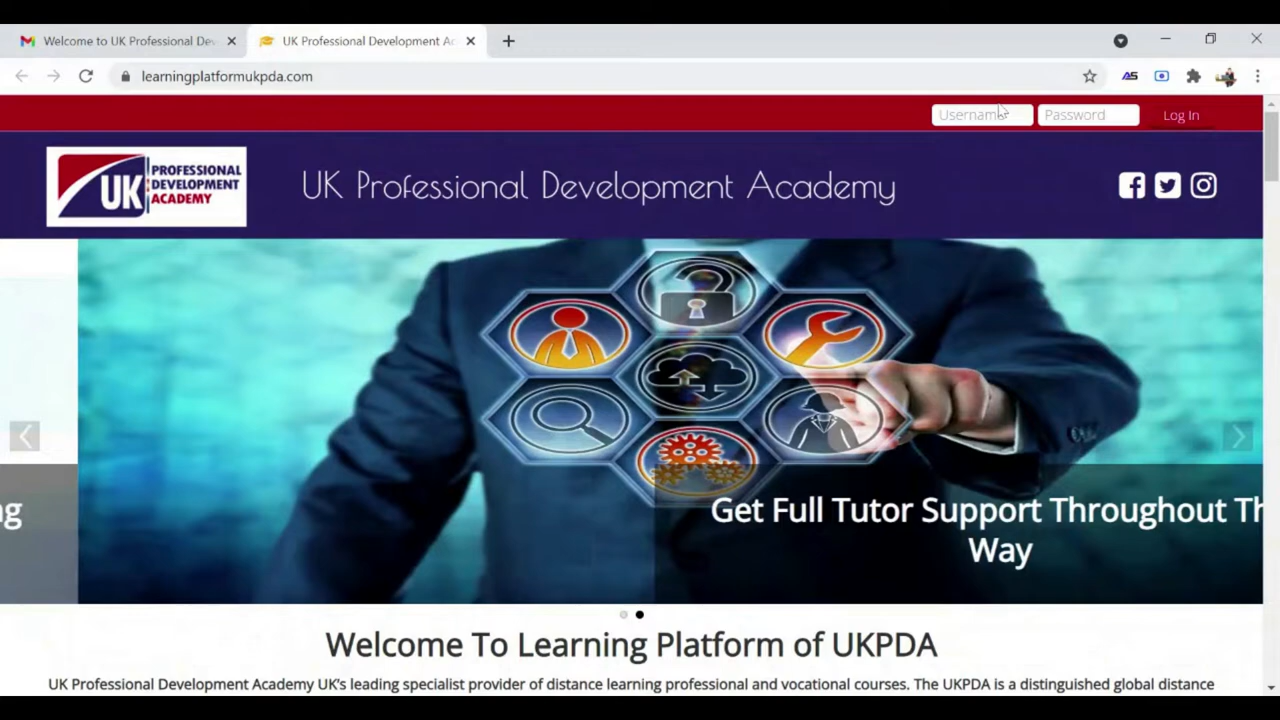 Welcome to UK Professional De
UK Professional Development Ac
learningplatformukpda.com
Username
Password
Log In
UK
PROFESSIONAL
DEVELOPMENT
ACADEMY
UK Professional Development Academy
ng
Get Full Tutor Support Throughout Th
Way
Welcome To Learning Platform of UKPDA
UK Professional Development Academy UK's leading specialist provider of distance learning professional and vocational courses. The UKPDA is a distinguished global distance